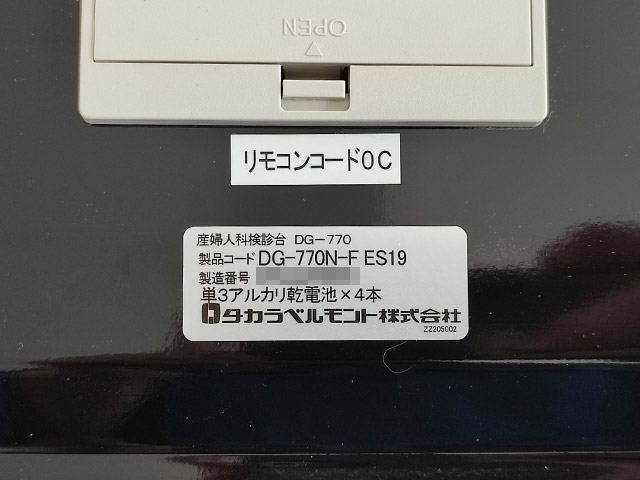 OPEN
リモコンコード0C
産婦人科検診台 DG-770
製品コード DG-770N-F ES19
製造番号
単3アルカリ乾電池×4本
タカラベルモント株式会社
ZZ205002